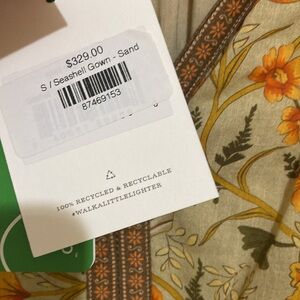 $329.00
S / Seashell Gown - Sand
87469153
100% RECYCLED & RECYCLABLE
#WALKALITTLELIGHTER